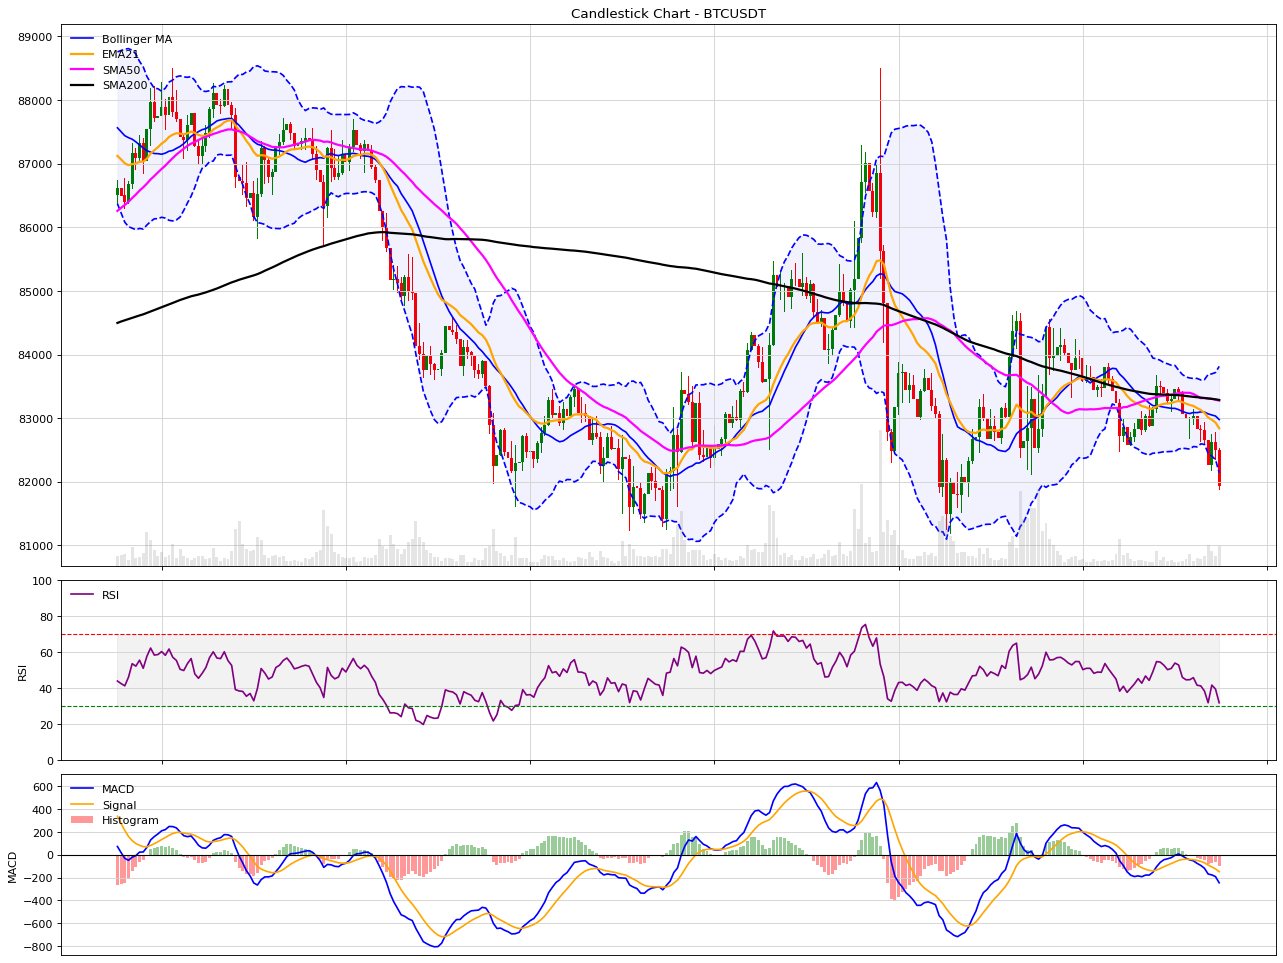 Candlestick Chart - BTCUSDT
89000
88000
87000
86000
85000
84000
83000
82000
81000
Bollinger MA
EMA21
SMA50
SMA200
100
80
60
40
20
0
RSI
RSI
600
400
200
0
−200
−400
−600
−800
MACD
MACD
Signal
Histogram